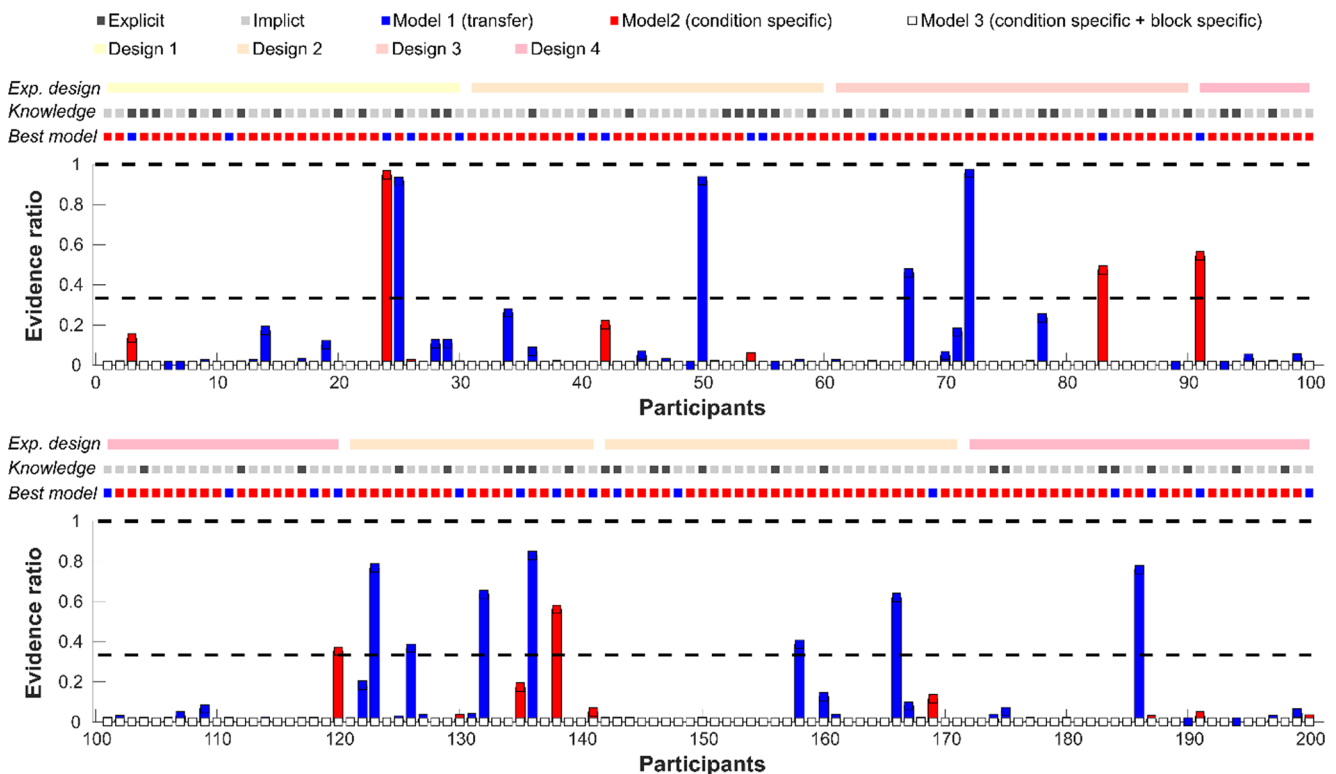 Explicit Implict Model 1 (transfer) Model2 (condition specific) Model 3 (condition specific + block specific)
Design 1 Design 2 Design 3 Design 4
Exp. design
Knowledge
Best model
1
0.8
0.6
0.4
0.2
0
Evidence ratio
0 10 20 30 40 50 60 70 80 90 100
Participants
Exp. design
Knowledge
Best model
1
0.8
0.6
0.4
0.2
0
Evidence ratio
100 110 120 130 140 150 160 170 180 190 200
Participants